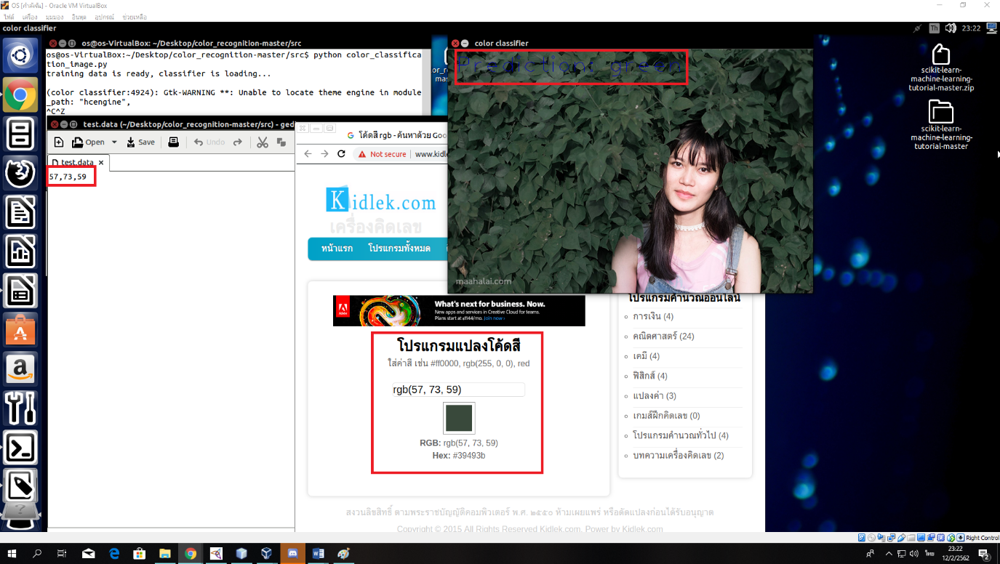 OS [กำลังรัน] - Oracle VM VirtualBox
ไฟล์ เครื่อง มุมมอง อินพุต อุปกรณ์ ช่วยเหลือ
color classifier
Th 23:22
os@os-VirtualBox: ~/Desktop/color_recognition-master/src
os@os-VirtualBox:~/Desktop/color_recognition-master/src$ python color_classifica
tion_image.py
training data is ready, classifier is loading...
(color classifier:4924): Gtk-WARNING **: Unable to locate theme engine in module
_path: "hcengine",
^C^Z
color classifier
Prediction: green
maahalai.com
scikit-learn-
machine-learning-
tutorial-master.zip
scikit-learn-
machine-learning-
tutorial-master
test.data (~/Desktop/color_recognition-master/src) - ged
Open Save Undo
test.data ×
57,73,59
โค้ดสี rgb - ค้นหาด้วย Goo
Not secure | www.kidl
Kidlek.com
เครื่องคิดเลข
หน้าแรก โปรแกรมทั้งหมด
Adobe
What's next for business. Now.
New apps and services in Creative Cloud for teams.
Plans start at A$144/mo. Join now ›
โปรแกรมแปลงโค้ดสี
ใส่ค่าสี เช่น #ff0000, rgb(255, 0, 0), red
rgb(57, 73, 59)
RGB: rgb(57, 73, 59)
Hex: #39493b
โปรแกรมคำนวณออนไลน์
การเงิน (4)
คณิตศาสตร์ (24)
เคมี (4)
ฟิสิกส์ (4)
แปลงค่า (3)
เกมส์ฝึกคิดเลข (0)
โปรแกรมคำนวณทั่วไป (4)
บทความเครื่องคิดเลข (2)
สงวนลิขสิทธิ์ ตามพระราชบัญญัติคอมพิวเตอร์ พ.ศ. ๒๕๕๐ ห้ามเผยแพร่ หรือดัดแปลงก่อนได้รับอนุญาต
Copyright © 2015 All Rights Reserved Kidlek.com. Power by Kidlek.com
Right Control
23:22
ไทย
12/2/2562
2